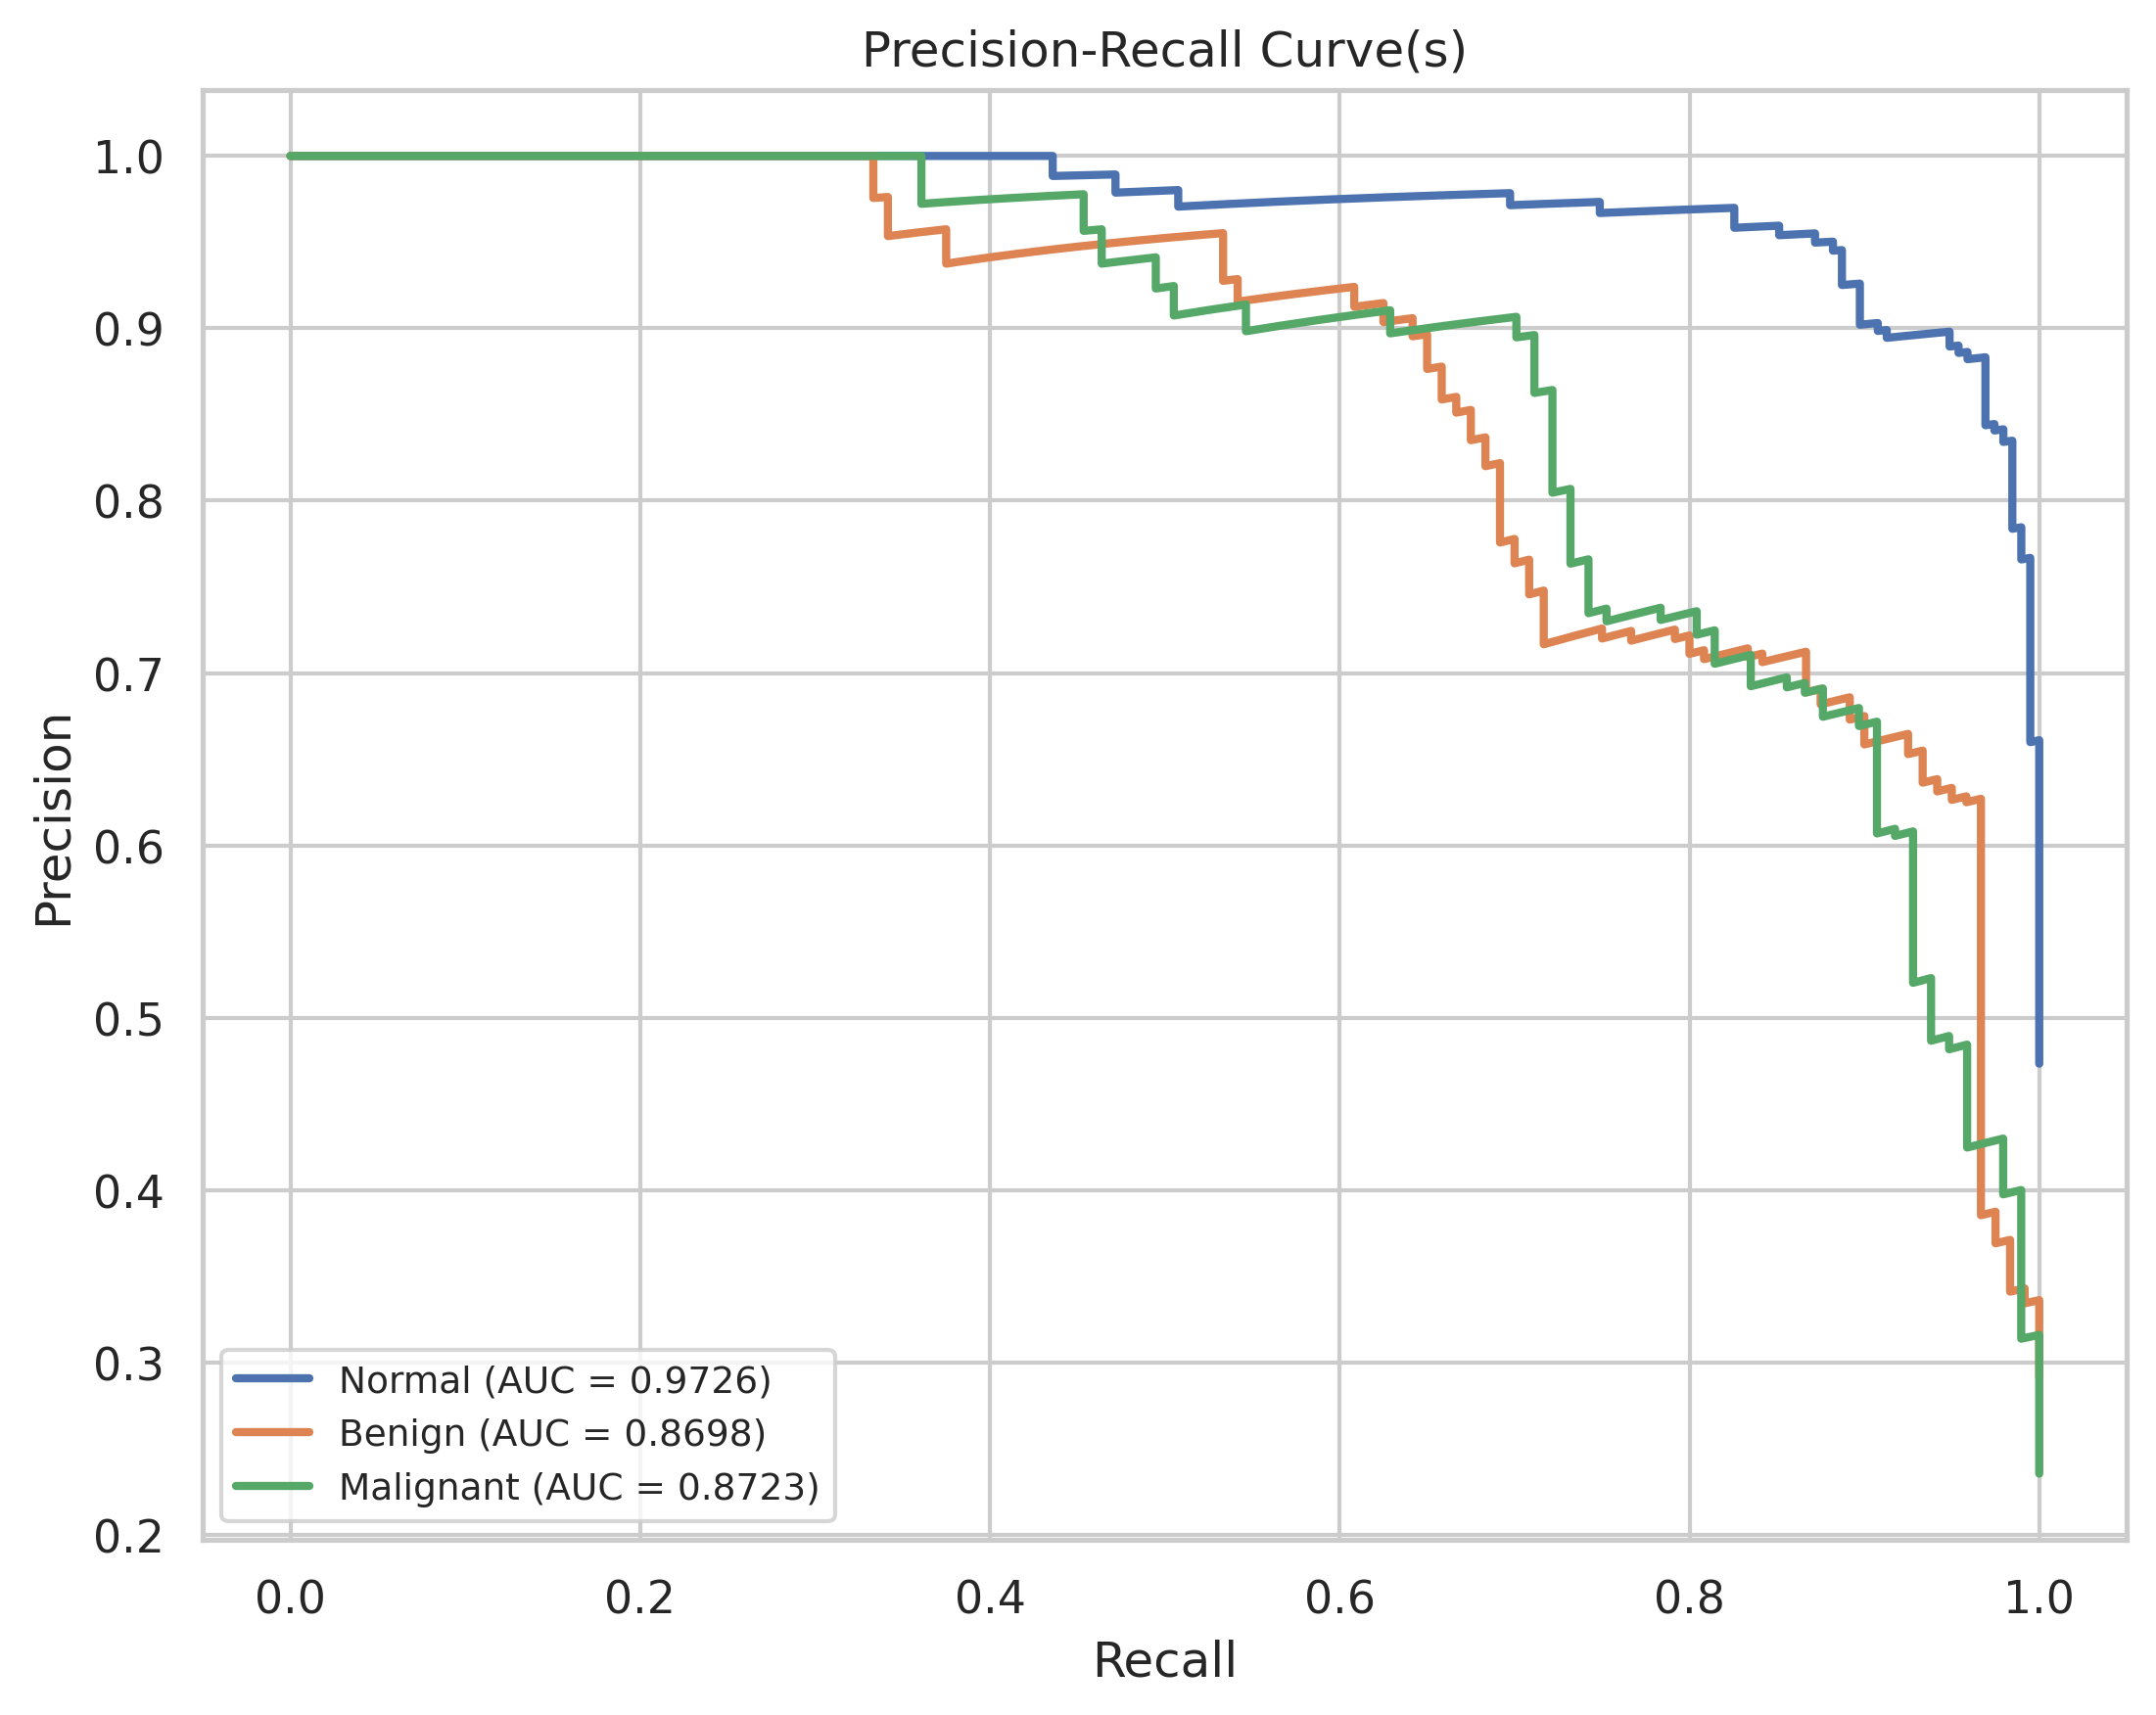 Precision-Recall Curve(s)
1.0
0.9
0.8
0.7
0.6
0.5
0.4
0.3
0.2
Precision
Normal (AUC = 0.9726)
Benign (AUC = 0.8698)
Malignant (AUC = 0.8723)
0.0 0.2 0.4 0.6 0.8 1.0
Recall